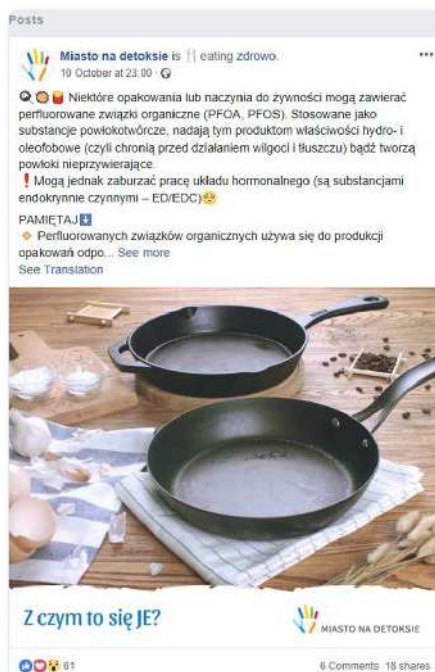 Posts
Miasto na detoksie is 🍴 eating zdrowo.
10 October at 23:00 ·
🔍🍪🍟 Niektóre opakowania lub naczynia do żywności mogą zawierać
perfluorowane związki organiczne (PFOA, PFOS). Stosowane jako
substancje powłokotwórcze, nadają tym produktom właściwości hydro- i
oleofobowe (czyli chronią przed działaniem wilgoci i tłuszczu) bądź tworzą
powłoki nieprzywierające.
❗ Mogą jednak zaburzać pracę układu hormonalnego (są substancjami
endokrynnie czynnymi – ED/EDC)😥
PAMIĘTAJ⬇️
🔸 Perfluorowanych związków organicznych używa się do produkcji
opakowań odpo... See more
See Translation
Z czym to się JE?
MIASTO NA DETOKSIE
61
6 Comments 18 shares